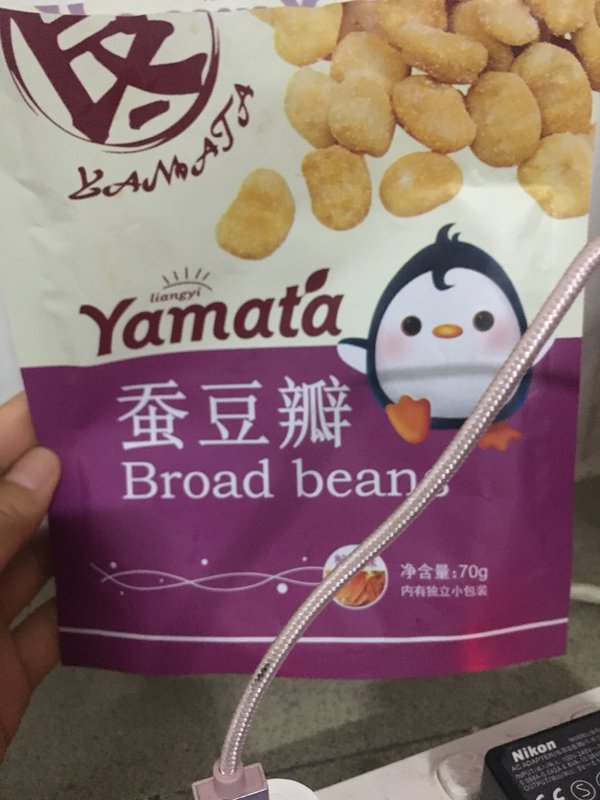 YAMATA
liangyi
Yamata
蚕豆瓣
Broad beans
净含量:70g
内有独立小包装
Nikon